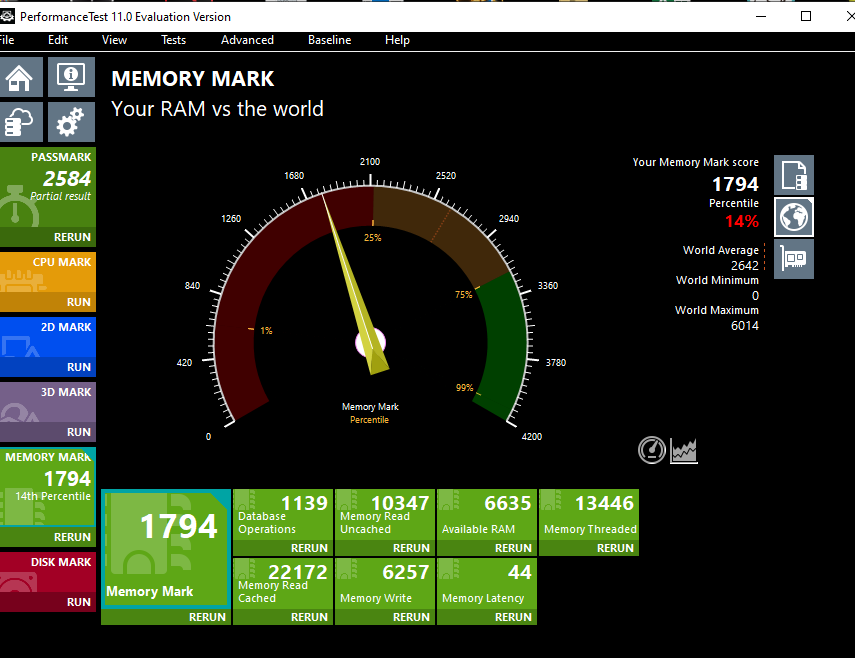 PerformanceTest 11.0 Evaluation Version
File Edit View Tests Advanced Baseline Help
MEMORY MARK
Your RAM vs the world
PASSMARK
2584
Partial result
RERUN
CPU MARK
RUN
2D MARK
RUN
3D MARK
RUN
MEMORY MARK
1794
14th Percentile
RERUN
DISK MARK
RUN
0
420
840
1260
1680
2100
2520
2940
3360
3780
4200
1%
25%
75%
99%
Memory Mark
Percentile
Your Memory Mark score
1794
Percentile
14%
World Average
2642
World Minimum
0
World Maximum
6014
1794
Memory Mark
RERUN
1139
Database
Operations
RERUN
10347
Memory Read
Uncached
RERUN
6635
Available RAM
RERUN
13446
Memory Threaded
RERUN
22172
Memory Read
Cached
RERUN
6257
Memory Write
RERUN
44
Memory Latency
RERUN